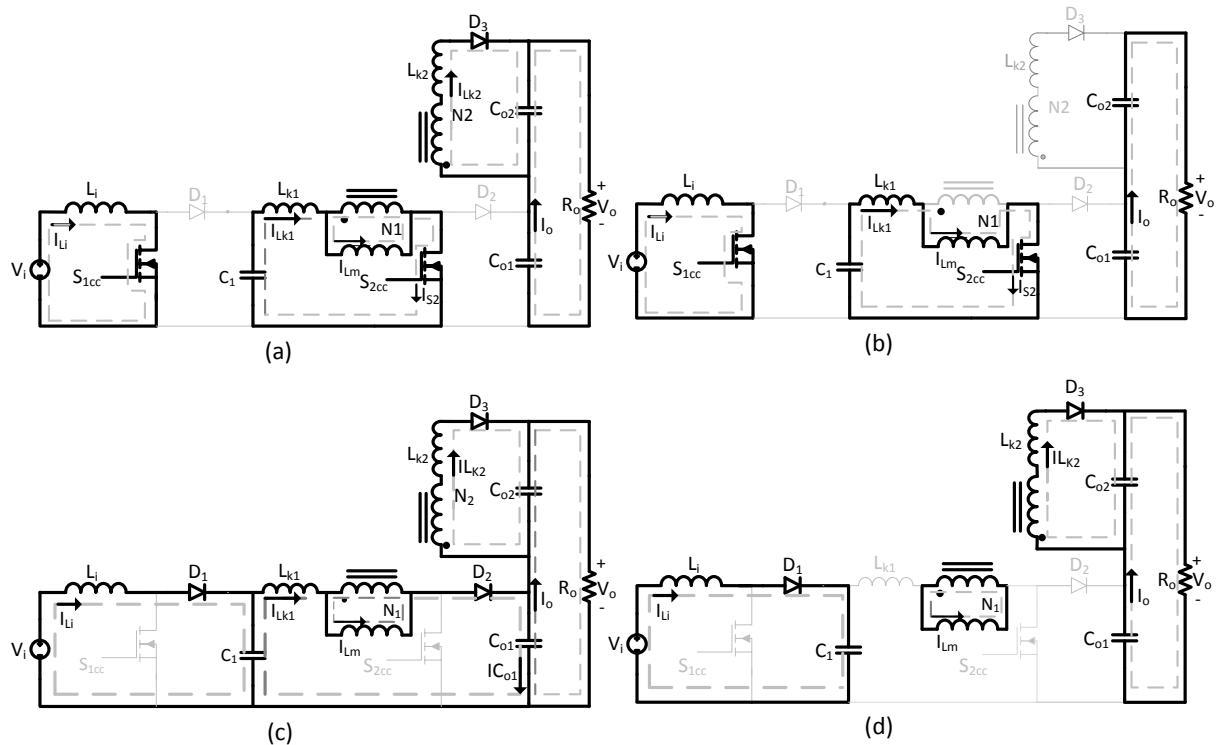 D3
Lk2
ILk2
N2
Co2
Li
D1
Lk1
D2
Ro
+
Vo
-
Io
ILi
ILk1
N1
ILm
Vi
S1cc
C1
S2cc
IS2
Co1
(a)
D3
Lk2
N2
Co2
Li
D1
Lk1
D2
Ro
+
Vo
-
Io
ILi
ILk1
N1
ILm
Vi
S1cc
C1
S2cc
IS2
Co1
(b)
D3
Lk2
ILK2
N2
Co2
Li
D1
Lk1
D2
Ro
+
Vo
-
Io
ILi
ILk1
N1
ILm
Vi
S1cc
C1
S2cc
Co1
ICo1
(c)
D3
Lk2
ILK2
Co2
Li
D1
Lk1
D2
Ro
+
Vo
-
Io
ILi
N1
ILm
Vi
S1cc
C1
S2cc
Co1
(d)